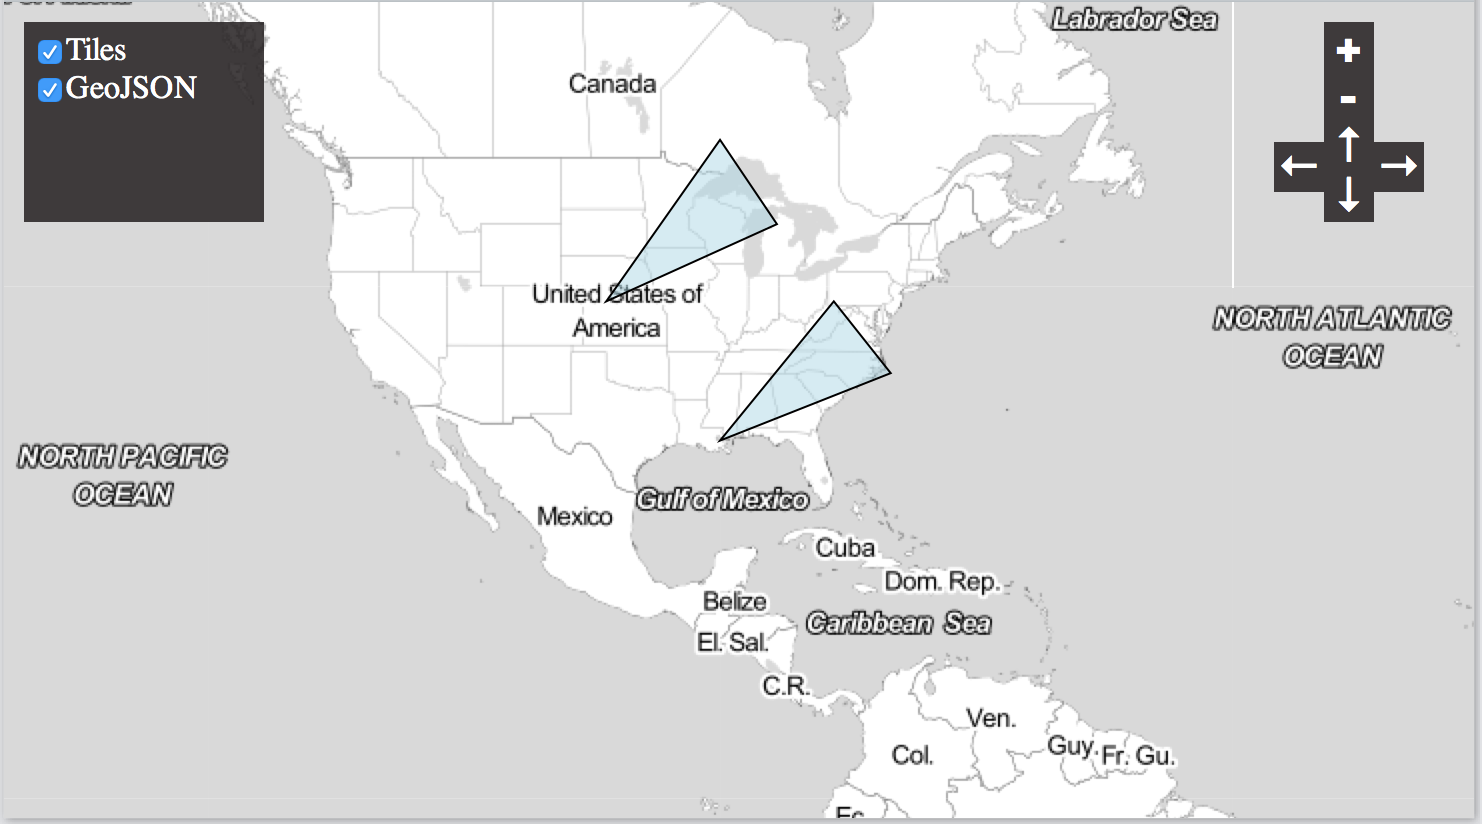 Labrador Sea
Tiles
GeoJSON
Canada
+
-
↑
← →
↓
United States of
America
NORTH ATLANTIC
OCEAN
NORTH PACIFIC
OCEAN
Gulf of Mexico
Mexico
Cuba
Dom. Rep.
Belize
Caribbean Sea
El. Sal.
C.R.
Ven.
Col.
Guy.
Fr. Gu.
Ec.